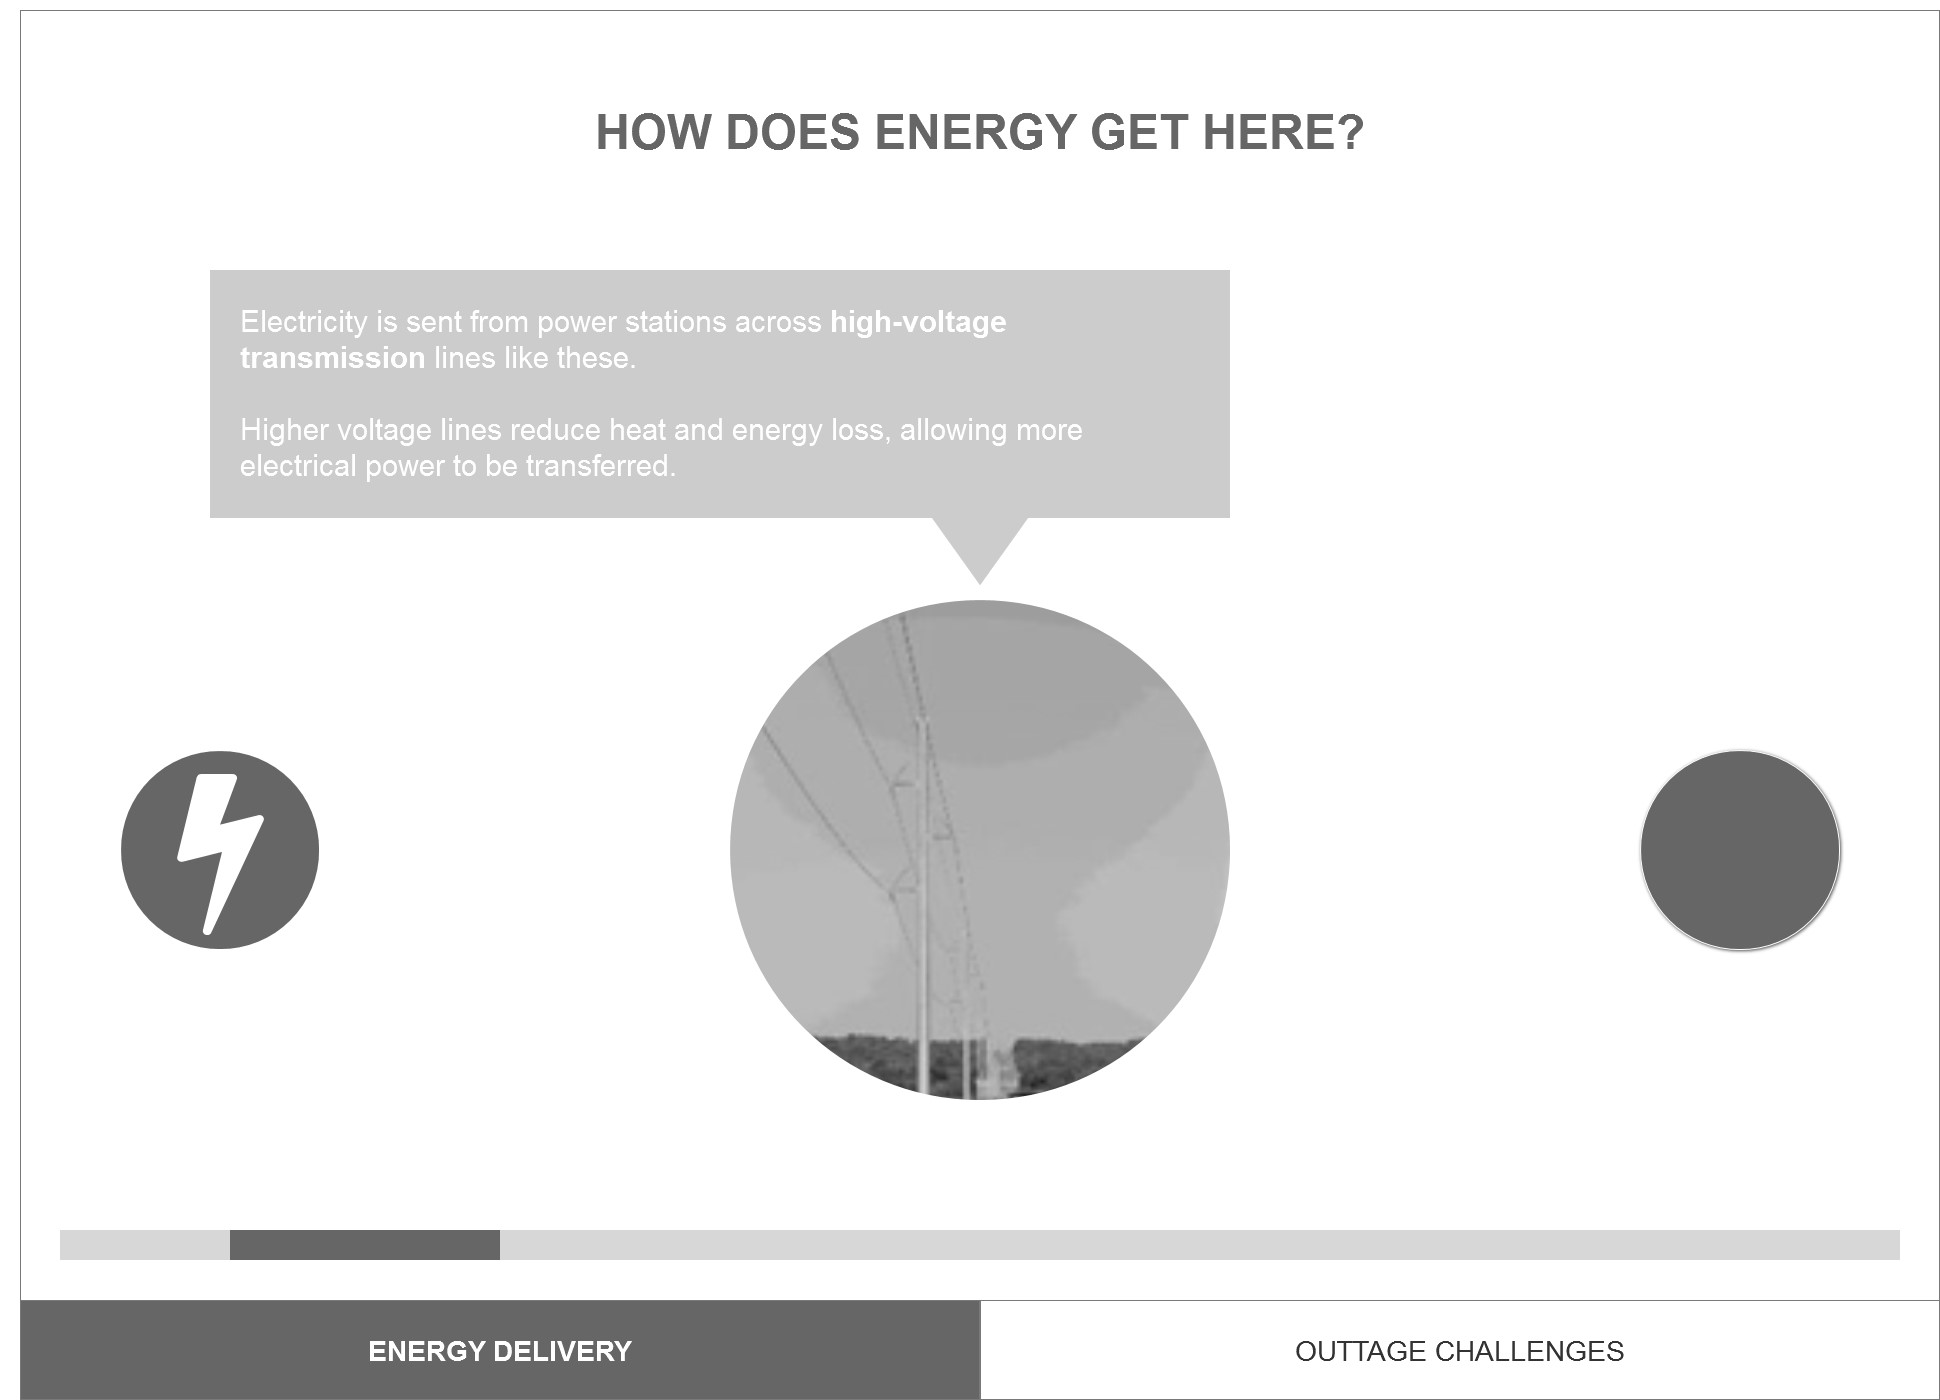 HOW DOES ENERGY GET HERE?
Electricity is sent from power stations across high-voltage
transmission lines like these.
Higher voltage lines reduce heat and energy loss, allowing more
electrical power to be transferred.
ENERGY DELIVERY
OUTTAGE CHALLENGES